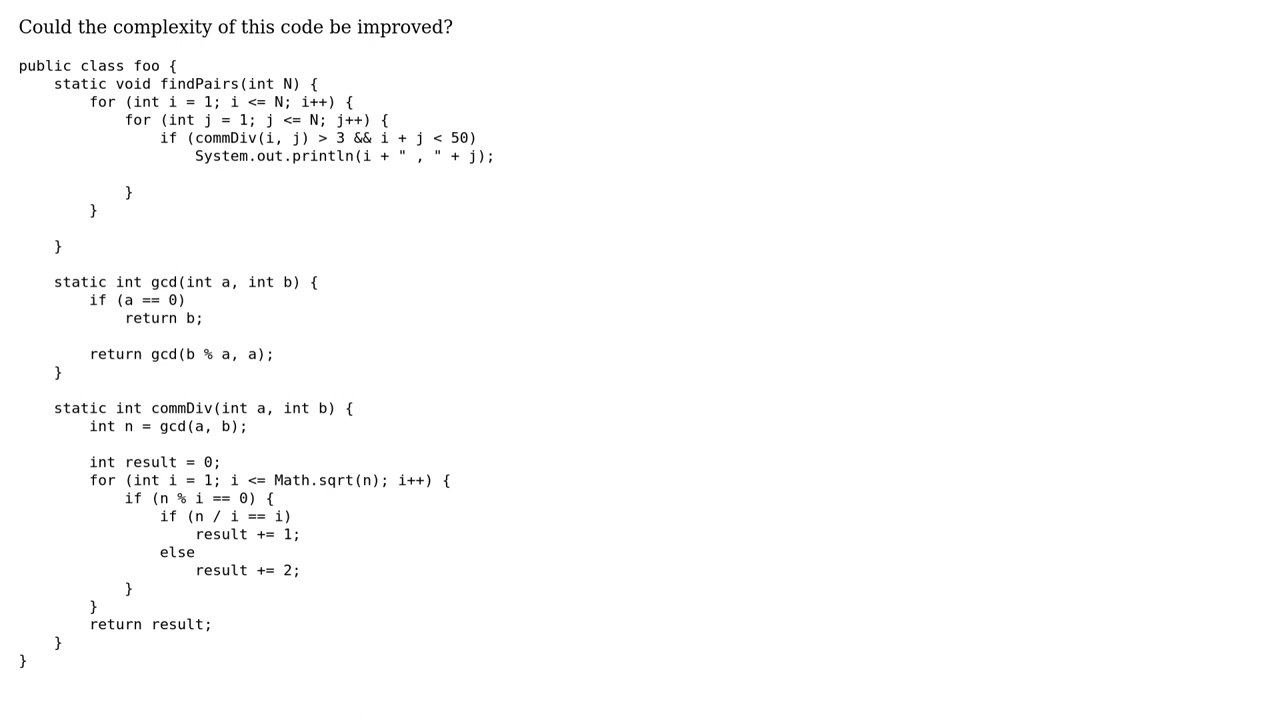 Could the complexity of this code be improved?
public class foo {
    static void findPairs(int N) {
        for (int i = 1; i <= N; i++) {
            for (int j = 1; j <= N; j++) {
                if (commDiv(i, j) > 3 && i + j < 50)
                    System.out.println(i + " , " + j);

            }
        }

    }

    static int gcd(int a, int b) {
        if (a == 0)
            return b;

        return gcd(b % a, a);
    }

    static int commDiv(int a, int b) {
        int n = gcd(a, b);

        int result = 0;
        for (int i = 1; i <= Math.sqrt(n); i++) {
            if (n % i == 0) {
                if (n / i == i)
                    result += 1;
                else
                    result += 2;
            }
        }
        return result;
    }
}